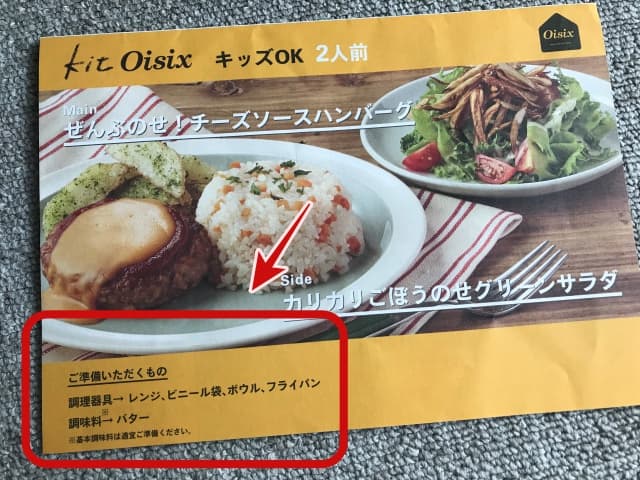 Kit Oisix キッズOK 2人前
Oisix
Main
ぜんぶのせ!チーズソースハンバーグ
Side
カリカリごぼうのせグリーンサラダ
ご準備いただくもの
調理器具→ レンジ、ビニール袋、ボウル、フライパン
調味料※→ バター
※基本調味料は適宜ご準備ください。